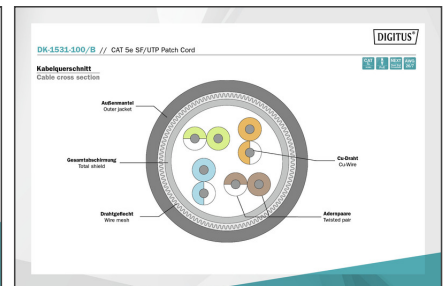 DIGITUS®
DK-1531-100/B // CAT 5e SF/UTP Patch Cord
Kabelquerschnitt
Cable cross section
Außenmantel
Outer jacket
Gesamtabschirmung
Total shield
Drahtgeflecht
Wire mesh
Cu-Draht
Cu-Wire
Adernpaare
Twisted pair